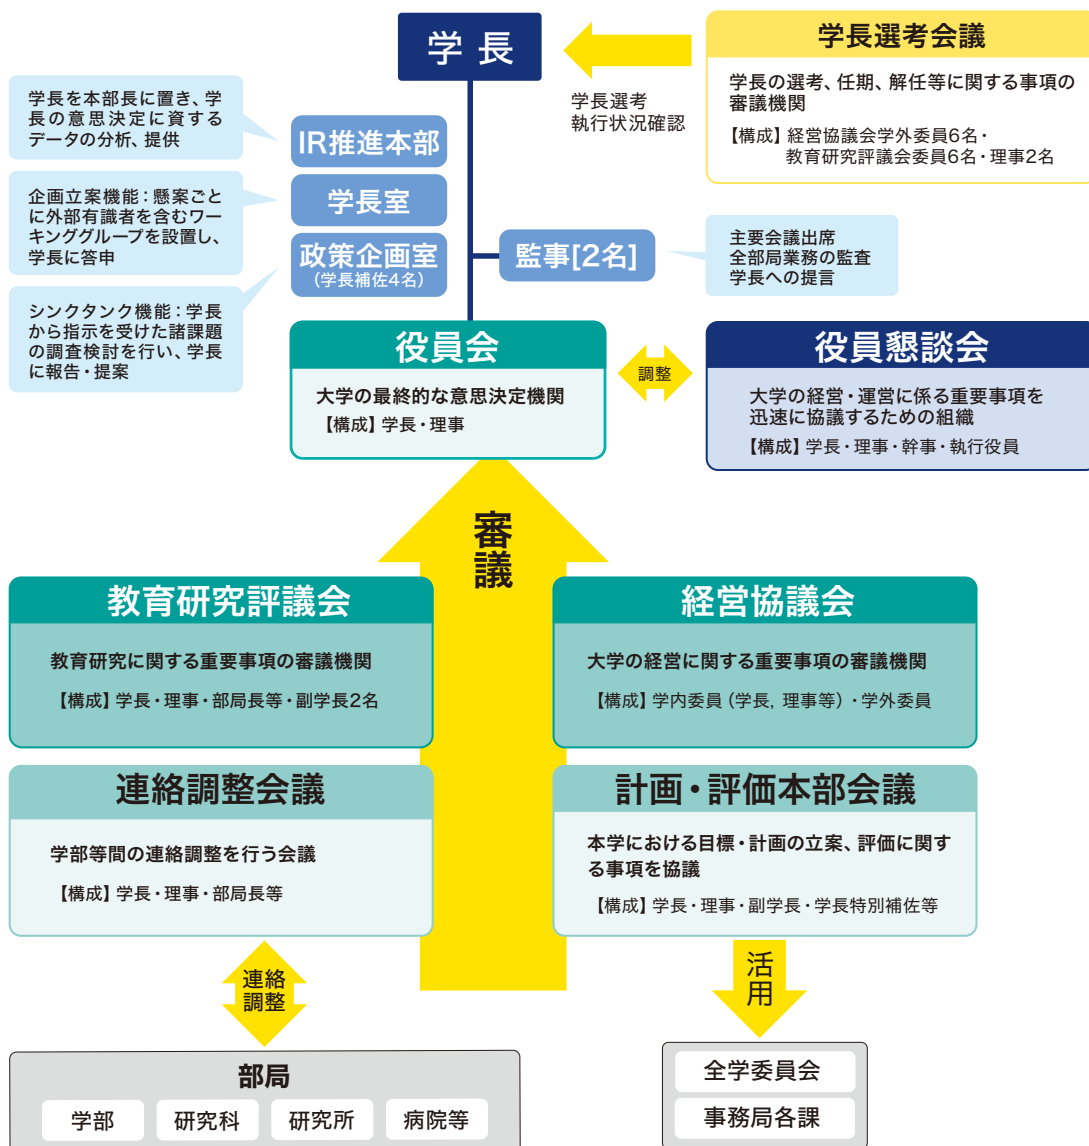 学長
学長選考会議
学長の選考、任期、解任等に関する事項の
審議機関
【構成】経営協議会学外委員6名・
教育研究評議会委員6名・理事2名
学長選考
執行状況確認
学長を本部長に置き、学
長の意思決定に資する
データの分析、提供
IR推進本部
企画立案機能：懸案ごと
に外部有識者を含むワー
キンググループを設置し、
学長に答申
学長室
政策企画室
(学長補佐4名)
シンクタンク機能：学長
から指示を受けた諸課題
の調査検討を行い、学長
に報告・提案
監事[2名]
主要会議出席
全部局業務の監査
学長への提言
役員会
大学の最終的な意思決定機関
【構成】学長・理事
調整
役員懇談会
大学の経営・運営に係る重要事項を
迅速に協議するための組織
【構成】学長・理事・幹事・執行役員
審議
教育研究評議会
教育研究に関する重要事項の審議機関
【構成】学長・理事・部局長等・副学長2名
経営協議会
大学の経営に関する重要事項の審議機関
【構成】学内委員（学長, 理事等）・学外委員
連絡調整会議
学部等間の連絡調整を行う会議
【構成】学長・理事・部局長等
計画・評価本部会議
本学における目標・計画の立案、評価に関す
る事項を協議
【構成】学長・理事・副学長・学長特別補佐等
連絡
調整
活用
部局
学部
研究科
研究所
病院等
全学委員会
事務局各課